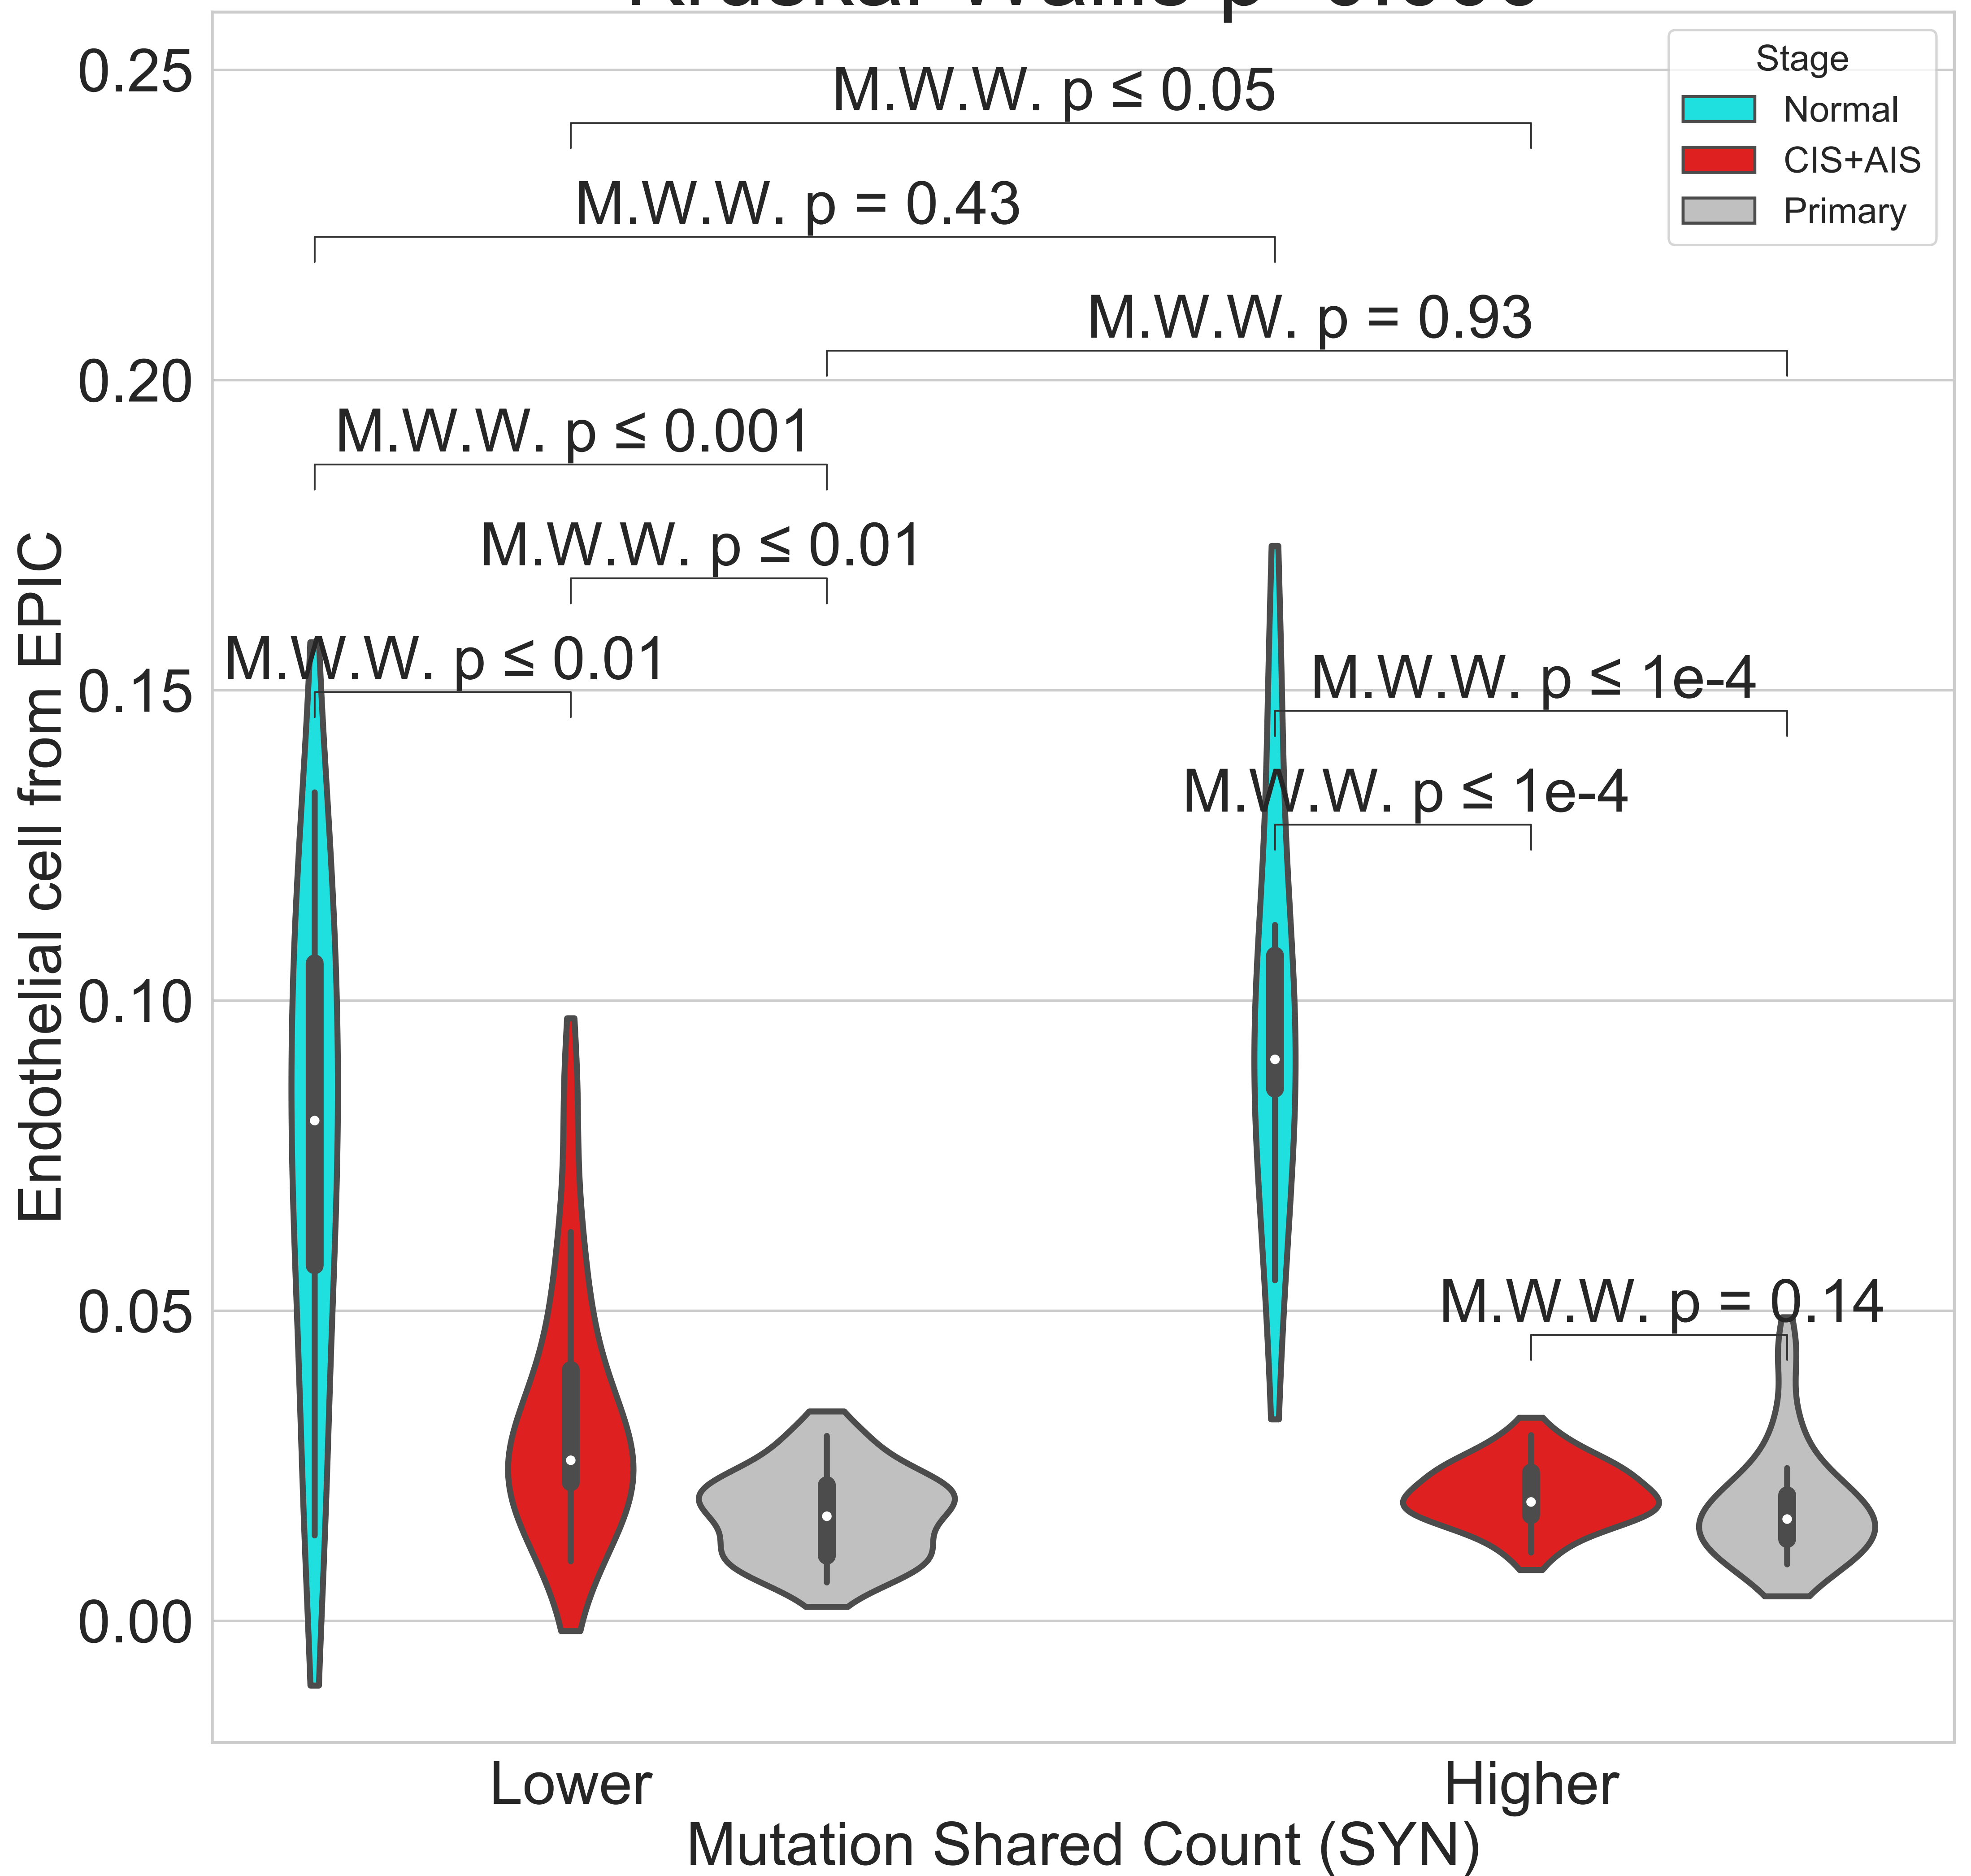 0.25
0.20
0.15
0.10
0.05
0.00
Endothelial cell from EPIC
M.W.W. p ≤ 0.05
M.W.W. p = 0.43
M.W.W. p = 0.93
M.W.W. p ≤ 0.001
M.W.W. p ≤ 0.01
M.W.W. p ≤ 0.01
M.W.W. p ≤ 1e-4
M.W.W. p ≤ 1e-4
M.W.W. p = 0.14
Stage
Normal
CIS+AIS
Primary
Lower
Higher
Mutation Shared Count (SYN)